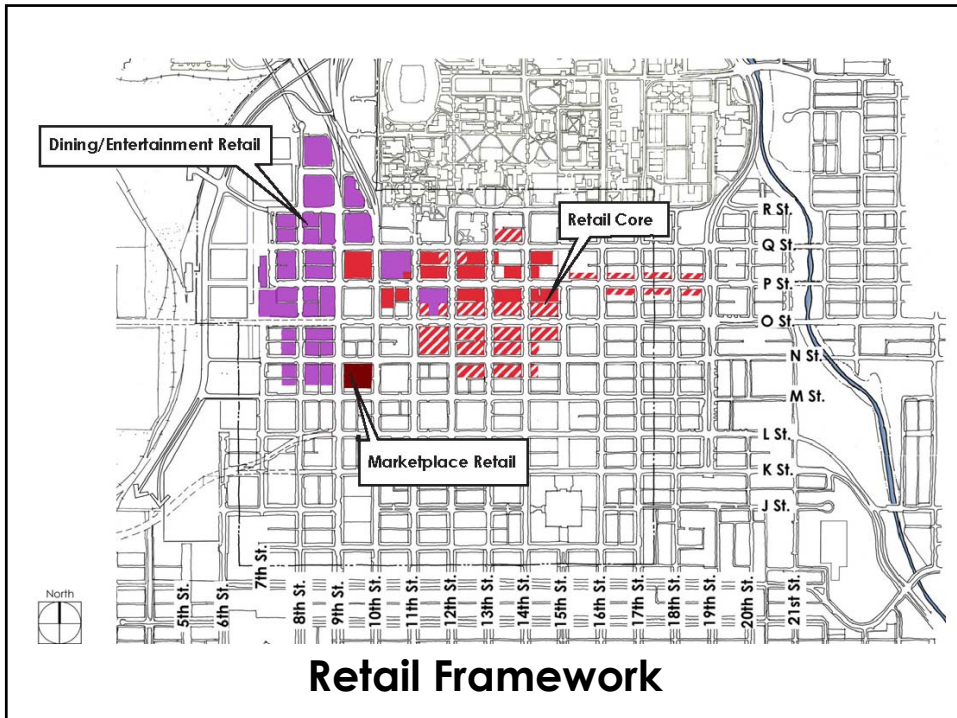 Dining/Entertainment Retail
Retail Core
R St.
Q St.
P St.
O St.
N St.
M St.
L St.
K St.
J St.
Marketplace Retail
North
5th St.
6th St.
7th St.
8th St.
9th St.
10th St.
11th St.
12th St.
13th St.
14th St.
15th St.
16th St.
17th St.
18th St.
19th St.
20th St.
21st St.
Retail Framework